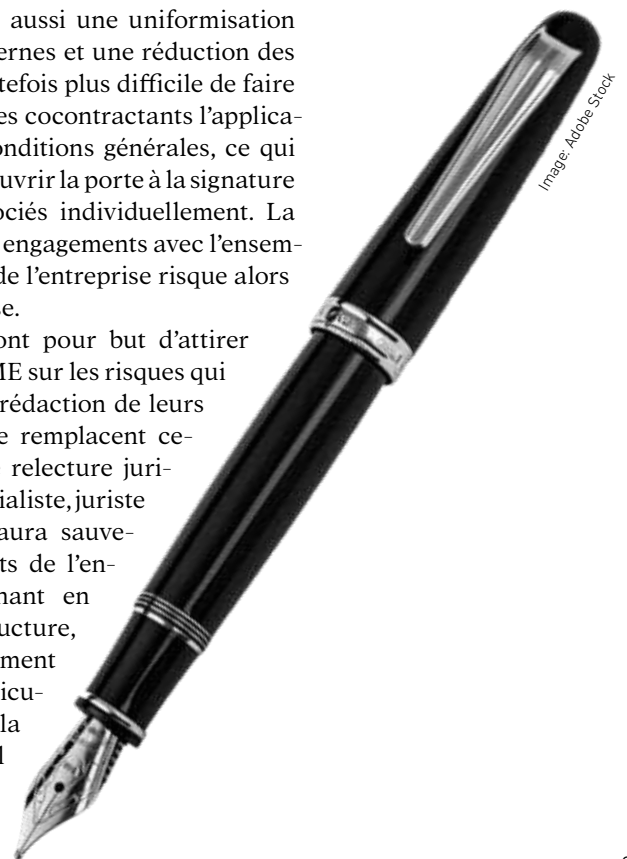 aussi une uniformisation
ernes et une réduction des
tefois plus difficile de faire
es cocontractants l’applica-
onditions générales, ce qui
ouvrir la porte à la signature
ociés individuellement. La
engagements avec l’ensem-
de l’entreprise risque alors
se.
ont pour but d’attirer
ME sur les risques qui
rédaction de leurs
e remplacent ce-
relecture juri-
ialiste, juriste
aura sauve-
ts de l’en-
nant en
ucture,
ment
icu-
la
l
Image: Adobe Stock